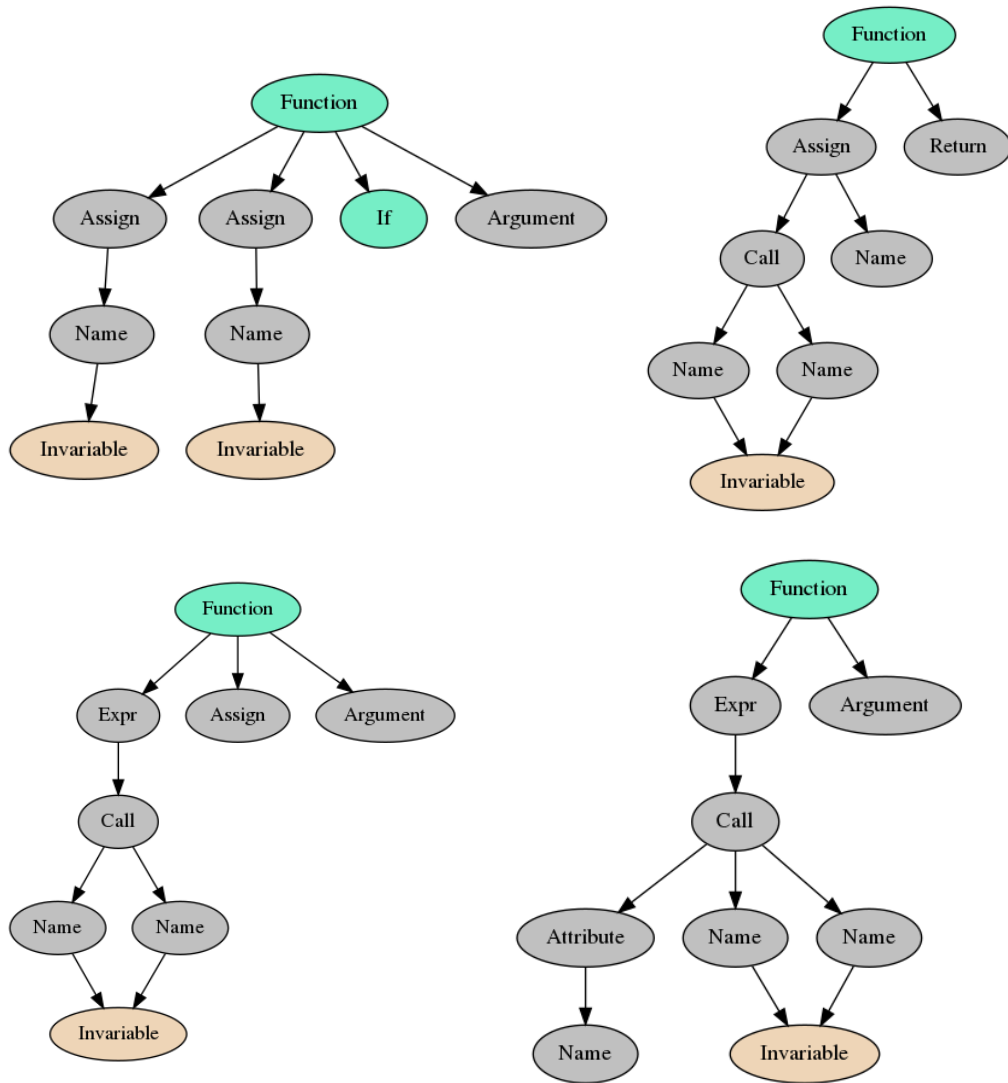 Function
Assign
Assign
If
Argument
Name
Name
Invariable
Invariable
Function
Assign
Return
Call
Name
Name
Name
Invariable
Function
Expr
Assign
Argument
Call
Name
Name
Invariable
Function
Expr
Argument
Call
Attribute
Name
Name
Name
Invariable